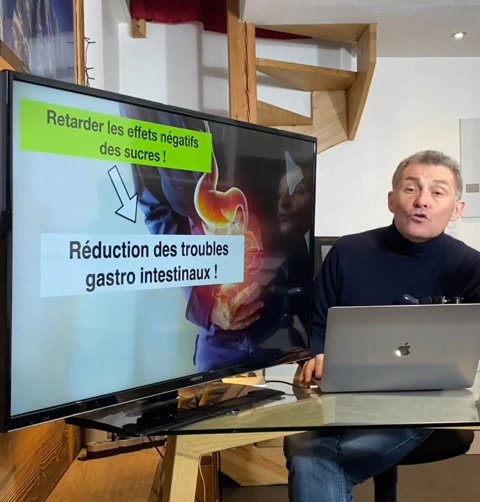 Retarder les effets négatifs
des sucres !
Réduction des troubles
gastro intestinaux !